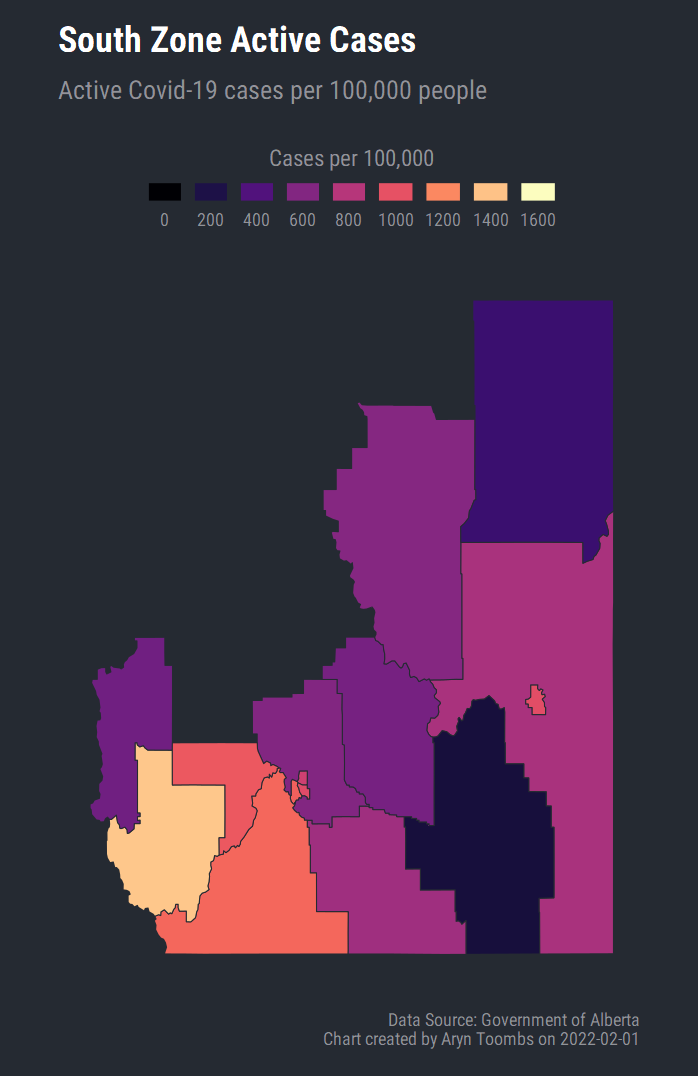 South Zone Active Cases
Active Covid-19 cases per 100,000 people
Cases per 100,000
0 200 400 600 800 1000 1200 1400 1600
Data Source: Government of Alberta
Chart created by Aryn Toombs on 2022-02-01